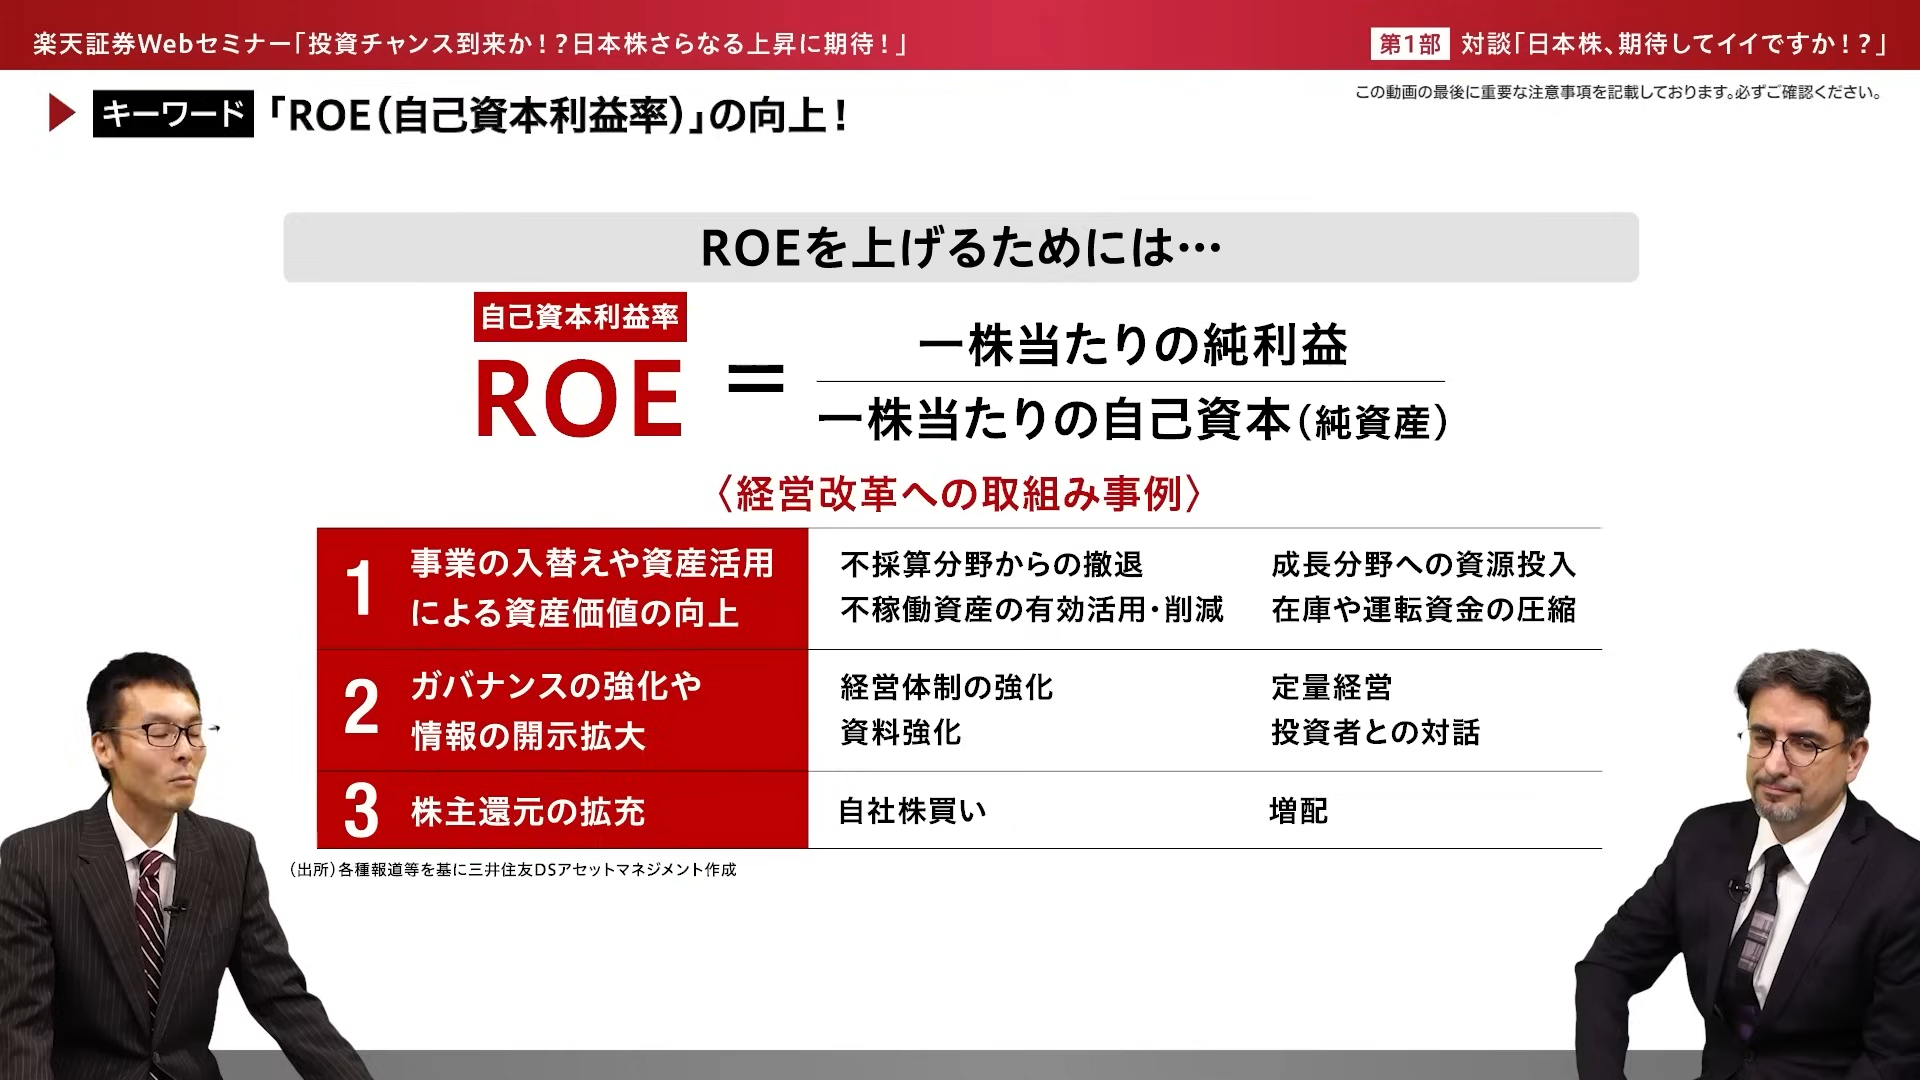 楽天証券Webセミナー「投資チャンス到来か！？日本株さらなる上昇に期待！」
第1部 対談「日本株、期待してイイですか！？」
この動画の最後に重要な注意事項を記載しております。必ずご確認ください。
キーワード 「ROE（自己資本利益率）」の向上！
ROEを上げるためには…
自己資本利益率
ROE
=
一株当たりの純利益
一株当たりの自己資本（純資産）
〈経営改革への取組み事例〉
1
事業の入替えや資産活用
による資産価値の向上
不採算分野からの撤退
成長分野への資源投入
不稼働資産の有効活用・削減
在庫や運転資金の圧縮
2
ガバナンスの強化や
情報の開示拡大
経営体制の強化
定量経営
資料強化
投資者との対話
3
株主還元の拡充
自社株買い
増配
（出所）各種報道等を基に三井住友DSアセットマネジメント作成